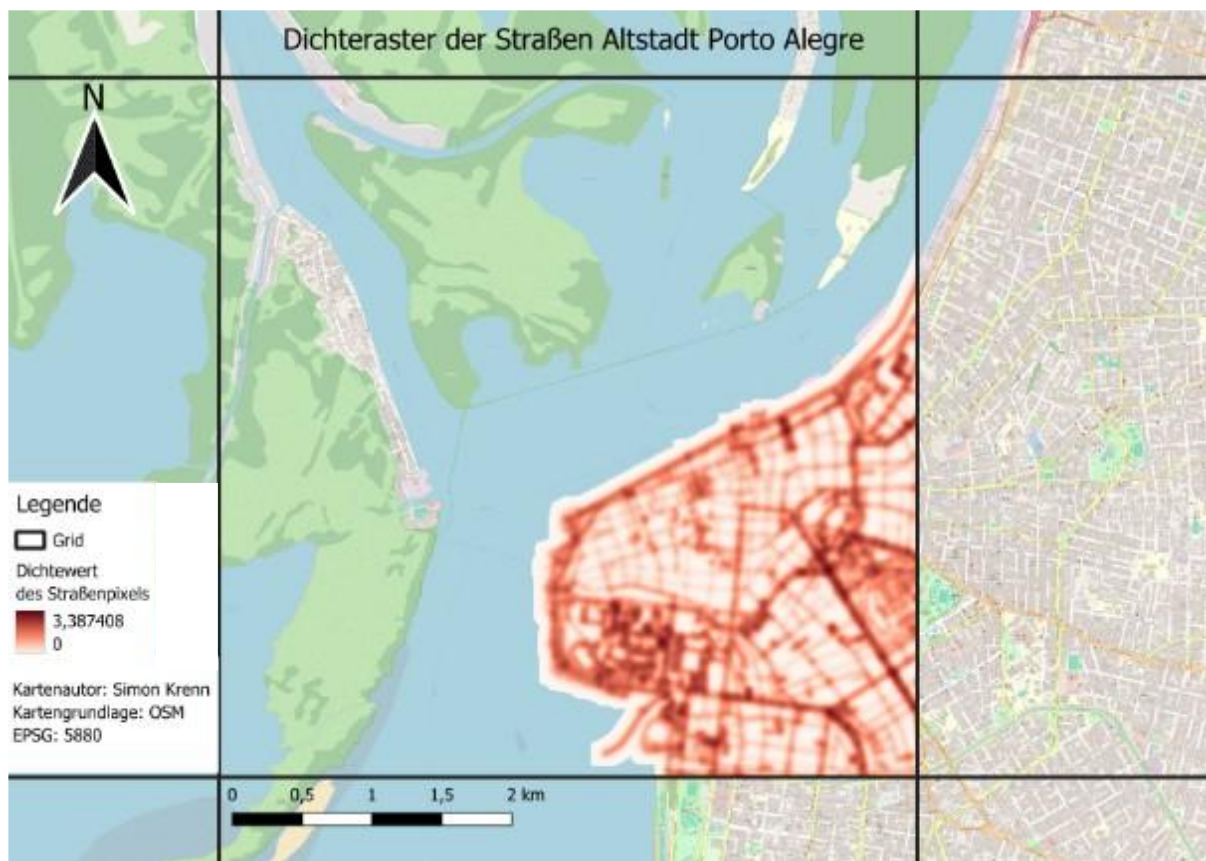 Dichteraster der Straßen Altstadt Porto Alegre
N
Legende
Grid
Dichtewert
des Straßenpixels
3,387408
0
Kartenautor: Simon Krenn
Kartengrundlage: OSM
EPSG: 5880
0 0,5 1 1,5 2 km